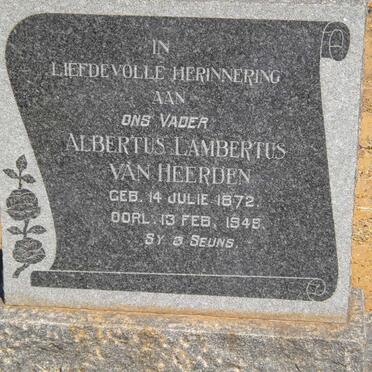 IN
LIEFDEVOLLE HERINNERING
AAN
ONS VADER
ALBERTUS LAMBERTUS
VAN HEERDEN
GEB. 14 JULIE 1872.
OORL. 13 FEB. 1945.
SY 3 SEUNS.